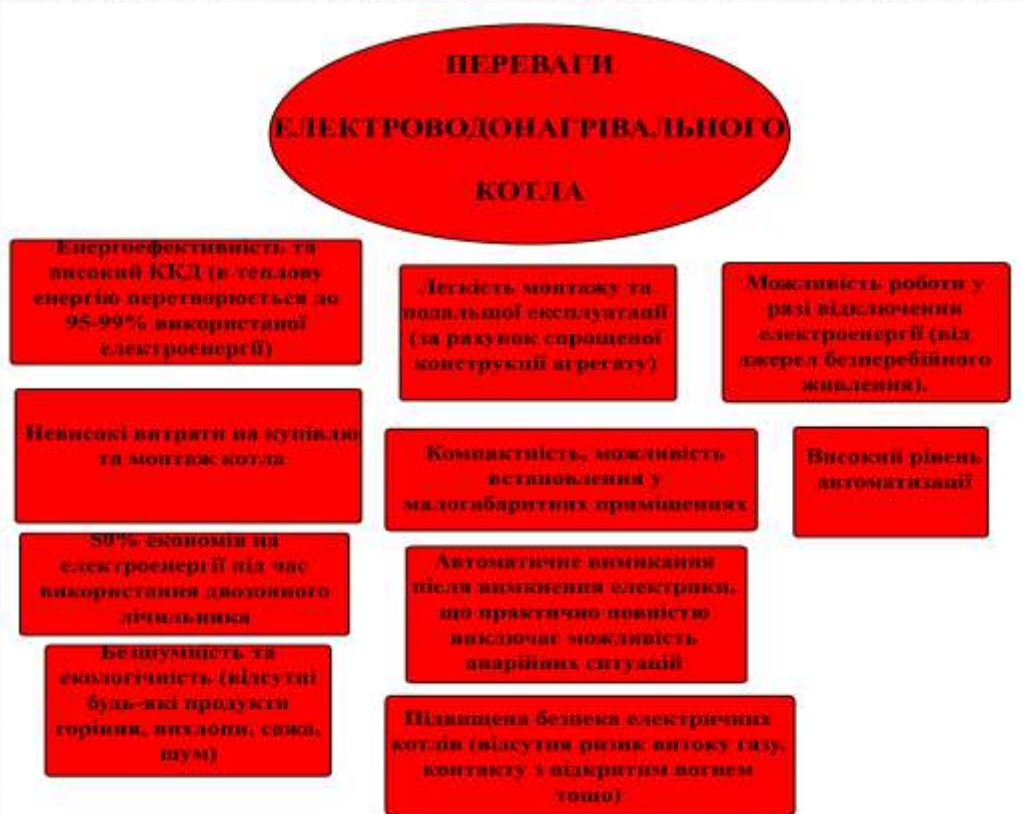 ПЕРЕВАГИ
ЕЛЕКТРОВОДОНАГРІВАЛЬНОГО
КОТЛА
Енергоефективність та
високий ККД (в теплову
енергію перетворюється до
95-99% використаної
електроенергії)
Невисокі витрати на купівлю
та монтаж котла
50% економія на
електроенергії під час
використання двозонного
лічильника
Безшумність та
екологічність (відсутні
будь-які продукти
горіння, вихлопи, сажа,
шум)
Легкість монтажу та
подальшої експлуатації
(за рахунок спрощеної
конструкції агрегату)
Компактність, можливість
встановлення у
малогабаритних приміщеннях
Автоматичне вимикання
після вимкнення електрики,
що практично повністю
виключає можливість
аварійних ситуацій
Підвищена безпека електричних
котлів (відсутня ризик витоку газу,
контакту з відкритим вогнем
тощо)
Можливість роботи у
разі відключення
електроенергії (від
джерел безперебійного
живлення).
Високий рівень
автоматизації